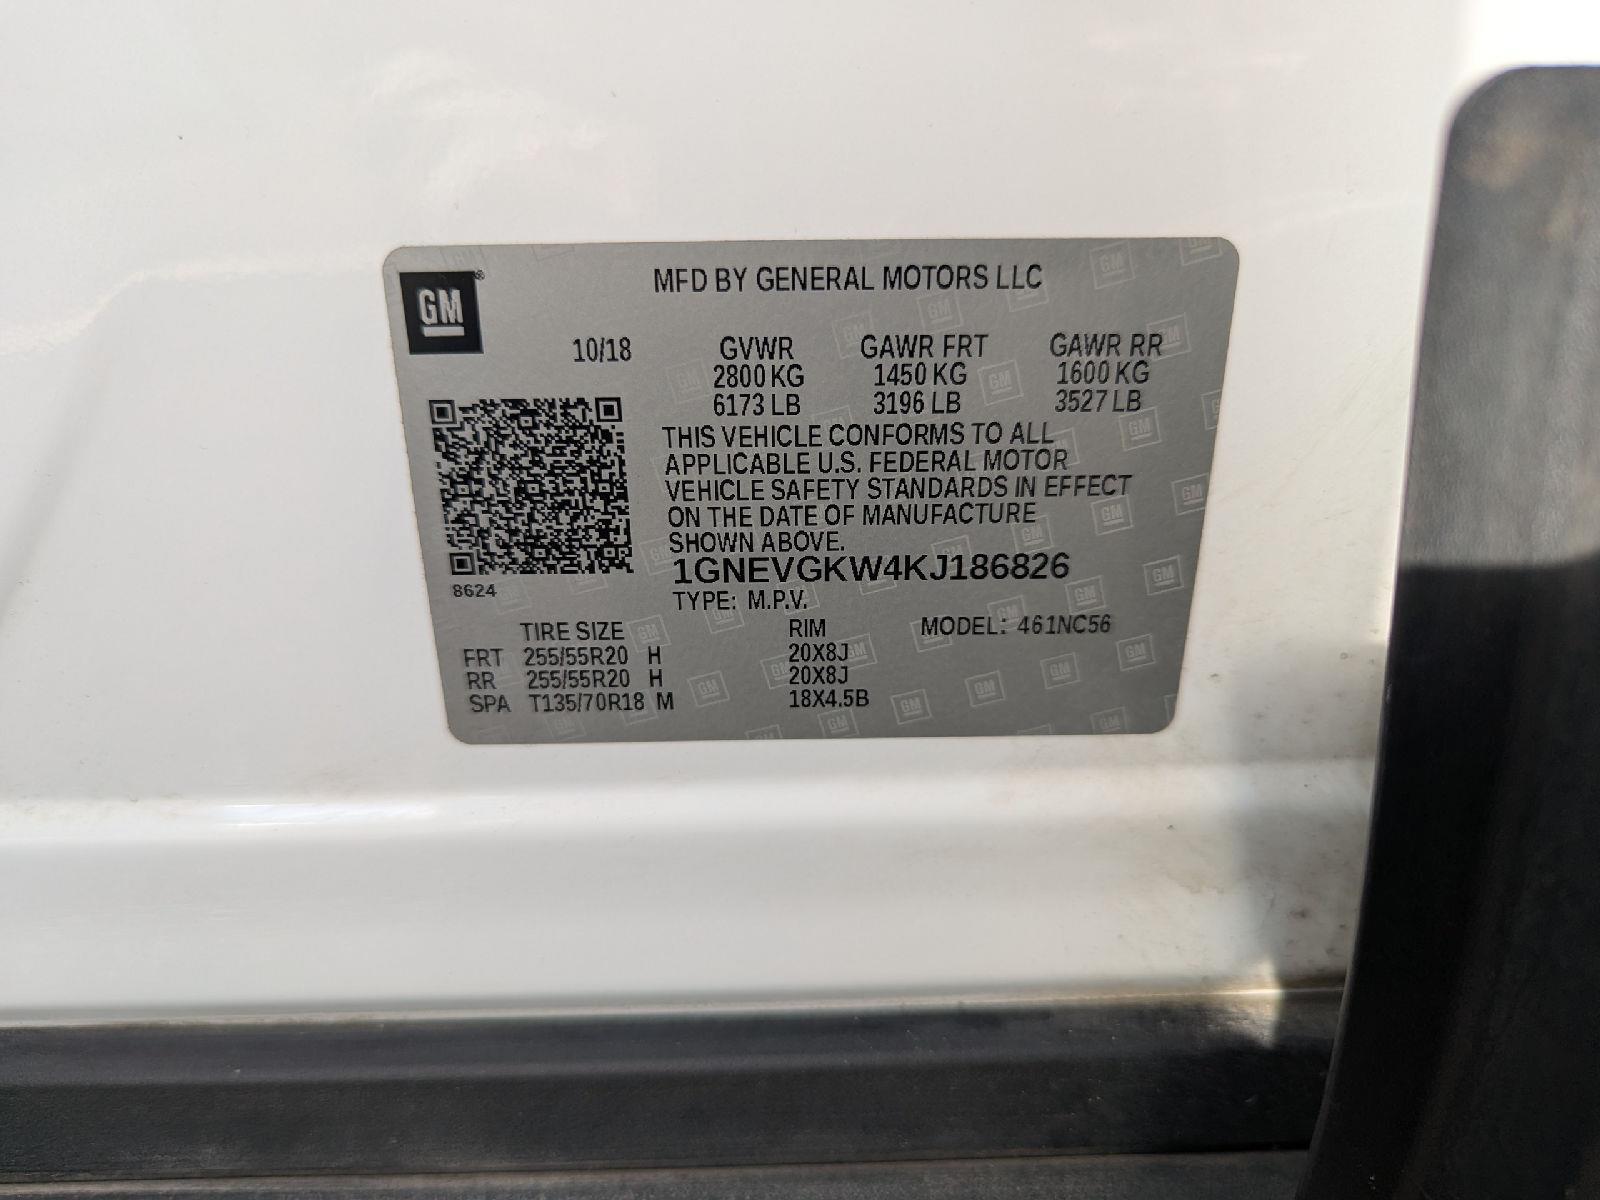 GM®
MFD BY GENERAL MOTORS LLC
10/18 GVWR GAWR FRT GAWR RR
2800 KG 1450 KG 1600 KG
6173 LB 3196 LB 3527 LB
THIS VEHICLE CONFORMS TO ALL
APPLICABLE U.S. FEDERAL MOTOR
VEHICLE SAFETY STANDARDS IN EFFECT
ON THE DATE OF MANUFACTURE
SHOWN ABOVE.
1GNEVGKW4KJ186826
8624
TYPE: M.P.V.
TIRE SIZE RIM MODEL: 461NC56
FRT 255/55R20 H 20X8J
RR 255/55R20 H 20X8J
SPA T135/70R18 M 18X4.5B